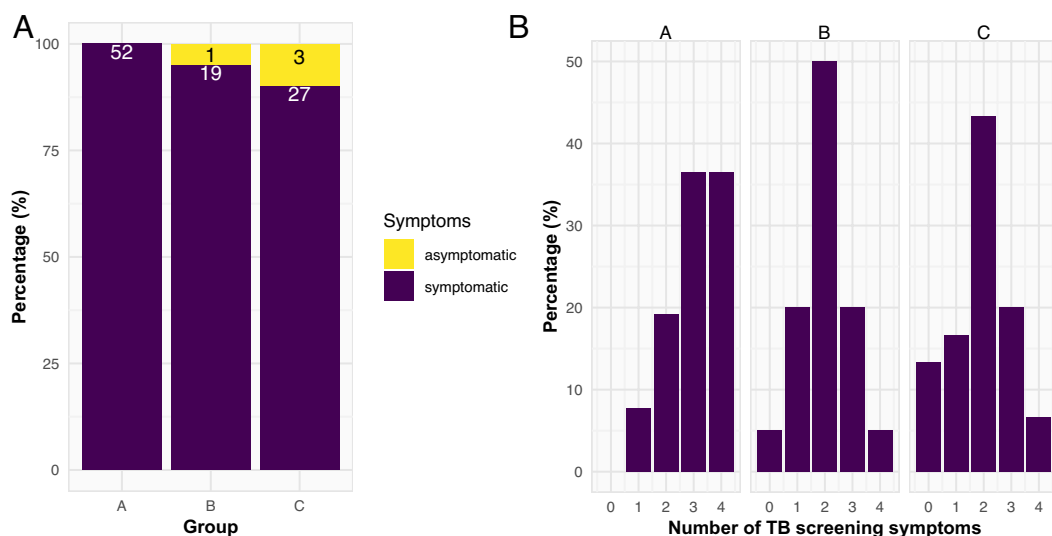 A
100
75
50
25
0
Percentage (%)
52
1
19
3
27
A B C
Group
Symptoms
asymptomatic
symptomatic
B
A B C
50
40
30
20
10
0
Percentage (%)
0 1 2 3 4 0 1 2 3 4 0 1 2 3 4
Number of TB screening symptoms